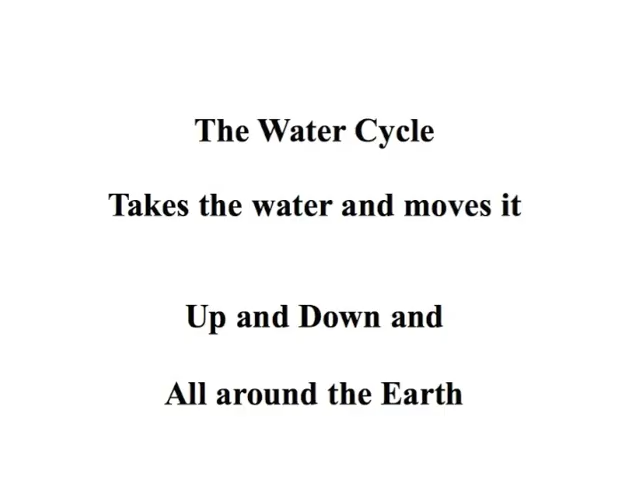 The Water Cycle
Takes the water and moves it
Up and Down and
All around the Earth